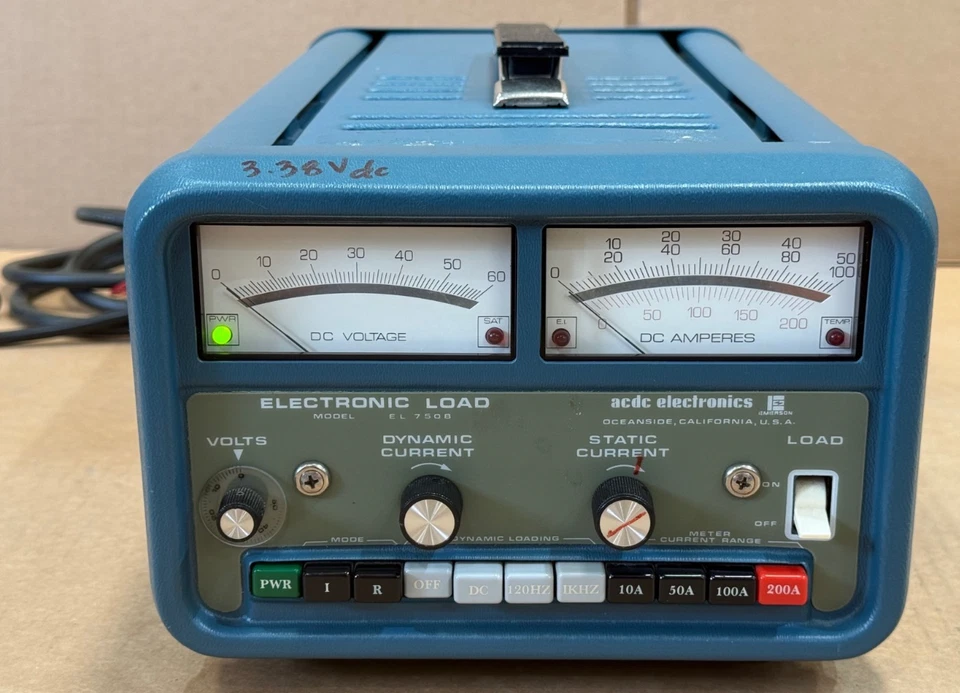 3.38Vdc
0 10 20 30 40 50 60
PWR
SAT
DC VOLTAGE
10 20 30 40 50
0 20 40 60 80 100
0 50 100 150 200
E.I.
TEMP
DC AMPERES
ELECTRONIC LOAD
MODEL EL 750B
acdc electronics
EMERSON
OCEANSIDE, CALIFORNIA, U.S.A.
VOLTS
DYNAMIC
CURRENT
STATIC
CURRENT
LOAD
0
ON
OFF
MODE
DYNAMIC LOADING
METER
CURRENT RANGE
PWR I R OFF DC 120HZ 1KHZ 10A 50A 100A 200A